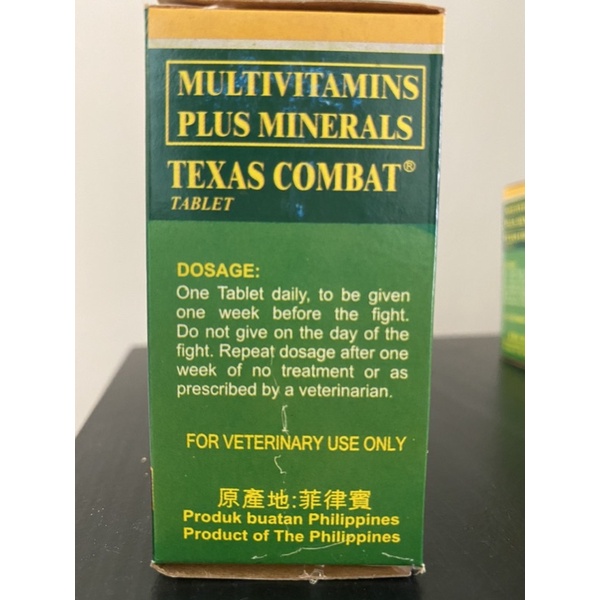 MULTIVITAMINS
PLUS MINERALS
TEXAS COMBAT®
TABLET
DOSAGE:
One Tablet daily, to be given
one week before the fight.
Do not give on the day of the
fight. Repeat dosage after one
week of no treatment or as
prescribed by a veterinarian.
FOR VETERINARY USE ONLY
原產地:菲律賓
Produk buatan Philippines
Product of The Philippines